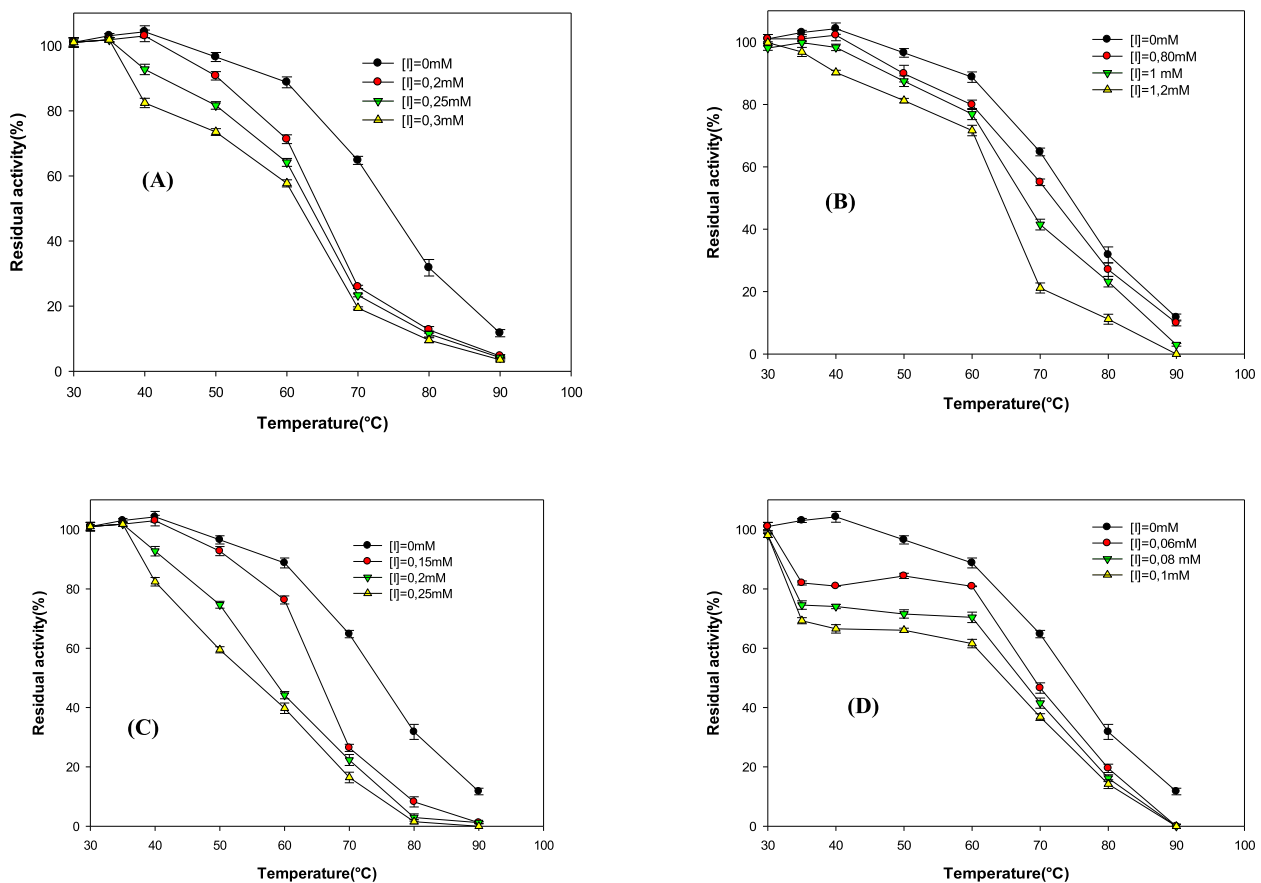 [I]=0mM
[I]=0,2mM
[I]=0,25mM
[I]=0,3mM
(A)
Residual activity(%)
100
80
60
40
20
0
30 40 50 60 70 80 90 100
Temperature(°C)
[I]=0mM
[I]=0,80mM
[I]=1 mM
[I]=1,2mM
(B)
Residual activity(%)
100
80
60
40
20
0
30 40 50 60 70 80 90 100
Temperature(°C)
[I]=0mM
[I]=0,15mM
[I]=0,2mM
[I]=0,25mM
(C)
Residual activity(%)
100
80
60
40
20
0
30 40 50 60 70 80 90 100
Temperature(°C)
[I]=0mM
[I]=0,06mM
[I]=0,08 mM
[I]=0,1mM
(D)
Residual activity(%)
100
80
60
40
20
0
30 40 50 60 70 80 90 100
Temperature(°C)